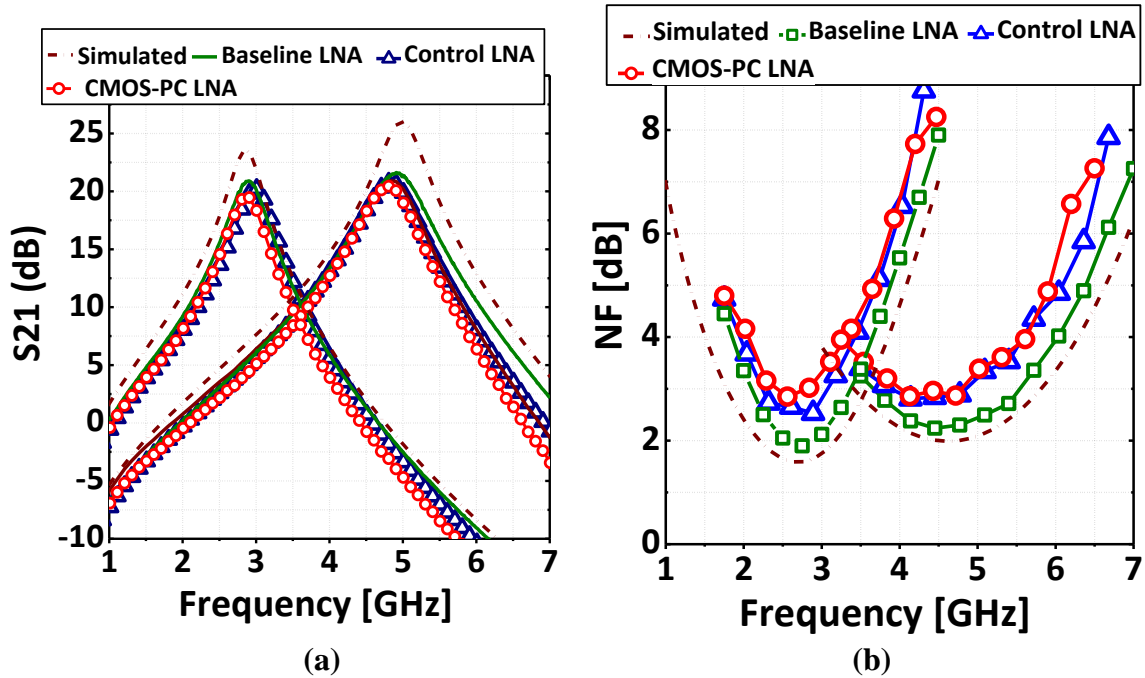 Simulated Baseline LNA Control LNA
CMOS-PC LNA
25
20
15
10
5
0
-5
-10
S21 (dB)
1 2 3 4 5 6 7
Frequency [GHz]
(a)
Simulated Baseline LNA Control LNA
CMOS-PC LNA
8
6
4
2
0
NF [dB]
1 2 3 4 5 6 7
Frequency [GHz]
(b)